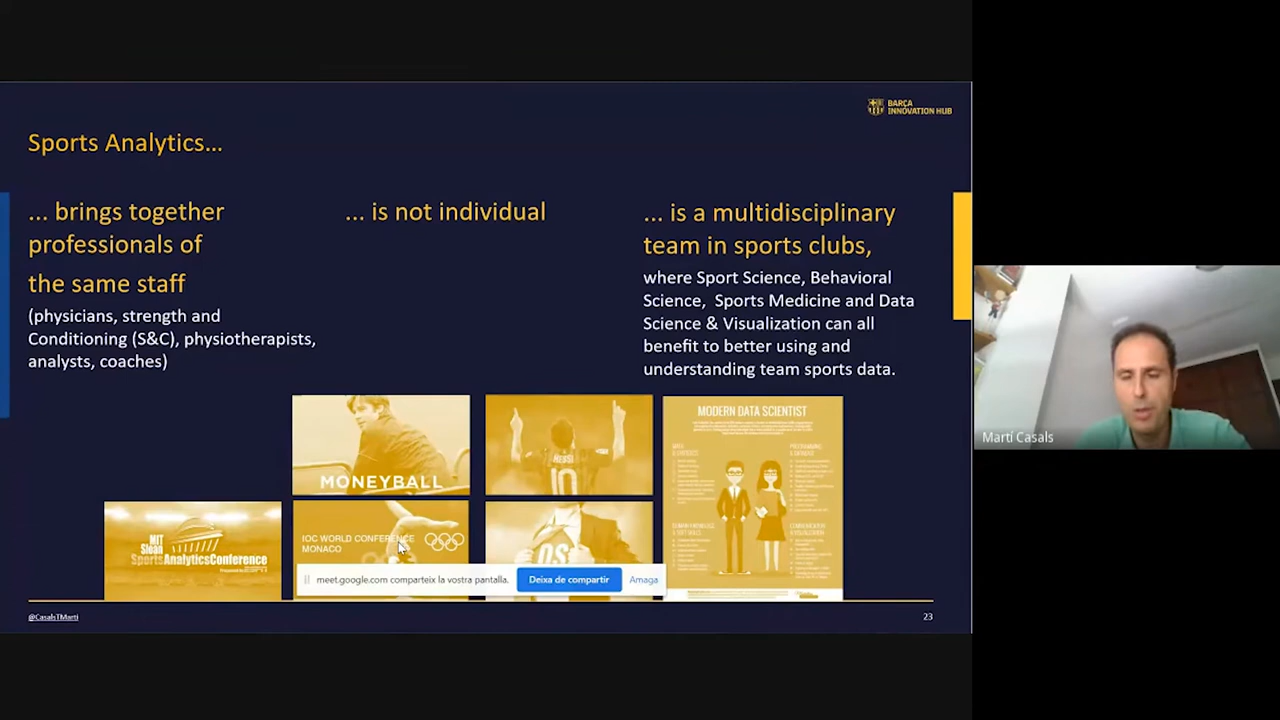 BARÇA
INNOVATION HUB
Sports Analytics...
... brings together
professionals of
the same staff
(physicians, strength and
Conditioning (S&C), physiotherapists,
analysts, coaches)
... is not individual
... is a multidisciplinary
team in sports clubs,
where Sport Science, Behavioral
Science, Sports Medicine and Data
Science & Visualization can all
benefit to better using and
understanding team sports data.
MONEYBALL
MESSI
10
MODERN DATA SCIENTIST
MIT
Sloan
SportsAnalyticsConference
IOC WORLD CONFERENCE
MONACO
DS
meet.google.com comparteix la vostra pantalla.
Deixa de compartir
Amaga
@CasalsTMarti
23
Martí Casals